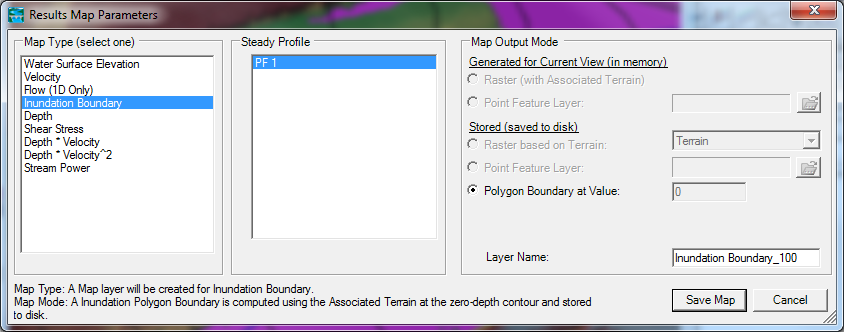 Results Map Parameters
Map Type (select one)
Water Surface Elevation
Velocity
Flow (1D Only)
Inundation Boundary
Depth
Shear Stress
Depth * Velocity
Depth * Velocity^2
Stream Power
Steady Profile
PF 1
Map Output Mode
Generated for Current View (in memory)
Raster (with Associated Terrain)
Point Feature Layer:
Stored (saved to disk)
Raster based on Terrain:
Terrain
Point Feature Layer:
Polygon Boundary at Value:
0
Layer Name:
Inundation Boundary_100
Map Type: A Map layer will be created for Inundation Boundary.
Map Mode: A Inundation Polygon Boundary is computed using the Associated Terrain at the zero-depth contour and stored
to disk.
Save Map
Cancel